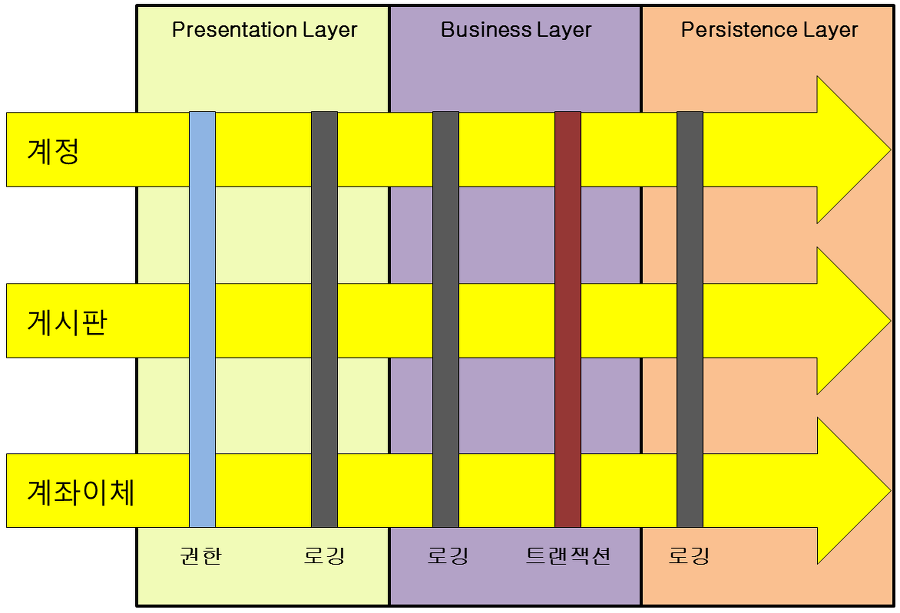 Presentation Layer
Business Layer
Persistence Layer
계정
게시판
계좌이체
권한
로깅
로깅
트랜잭션
로깅